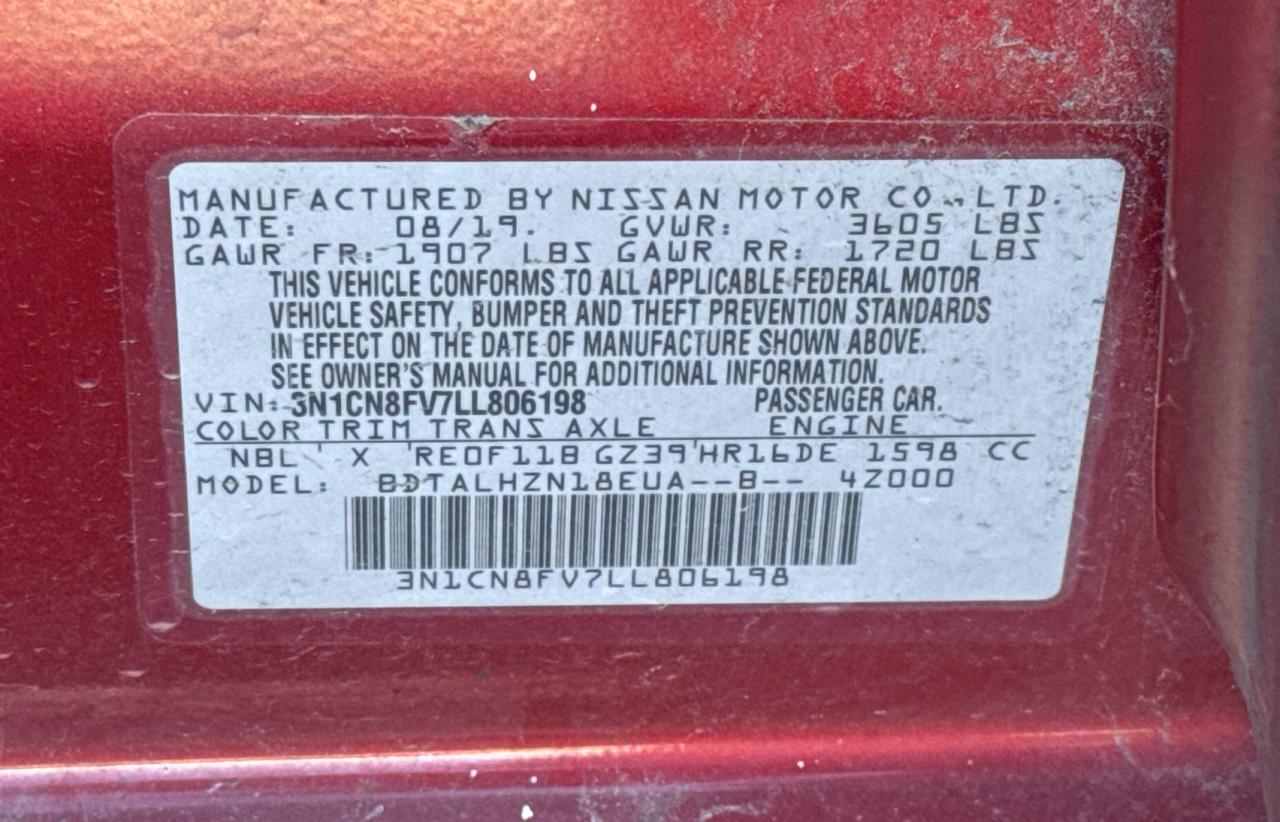 MANUFACTURED BY NISSAN MOTOR CO., LTD.
DATE: 08/19. GVWR: 3605 LBS
GAWR FR: 1907 LBS GAWR RR: 1720 LBS
THIS VEHICLE CONFORMS TO ALL APPLICABLE FEDERAL MOTOR
VEHICLE SAFETY, BUMPER AND THEFT PREVENTION STANDARDS
IN EFFECT ON THE DATE OF MANUFACTURE SHOWN ABOVE.
SEE OWNER'S MANUAL FOR ADDITIONAL INFORMATION.
VIN: 3N1CN8FV7LL806198 PASSENGER CAR.
COLOR TRIM TRANS AXLE ENGINE
NBL X RE0F11B GZ39 HR16DE 1598 CC
MODEL: BDTALHZN18EUA--B-- 4Z000
3N1CN8FV7LL806198